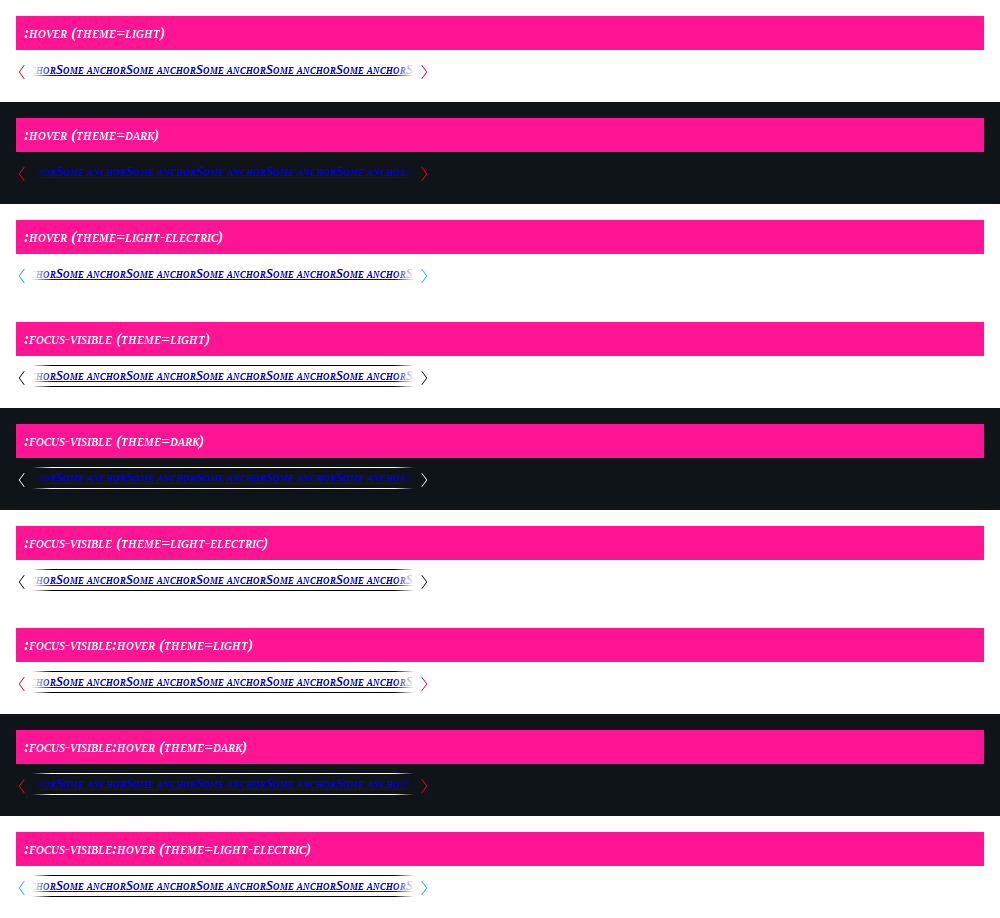 :hover (theme=light)
horSome anchorSome anchorSome anchorSome anchorSome anchorS
:hover (theme=dark)
horSome anchorSome anchorSome anchorSome anchorSome anchor
:hover (theme=light-electric)
horSome anchorSome anchorSome anchorSome anchorSome anchorS
:focus-visible (theme=light)
horSome anchorSome anchorSome anchorSome anchorSome anchorS
:focus-visible (theme=dark)
horSome anchorSome anchorSome anchorSome anchorSome anchor
:focus-visible (theme=light-electric)
horSome anchorSome anchorSome anchorSome anchorSome anchorS
:focus-visible:hover (theme=light)
horSome anchorSome anchorSome anchorSome anchorSome anchorS
:focus-visible:hover (theme=dark)
horSome anchorSome anchorSome anchorSome anchorSome anchor
:focus-visible:hover (theme=light-electric)
horSome anchorSome anchorSome anchorSome anchorSome anchorS